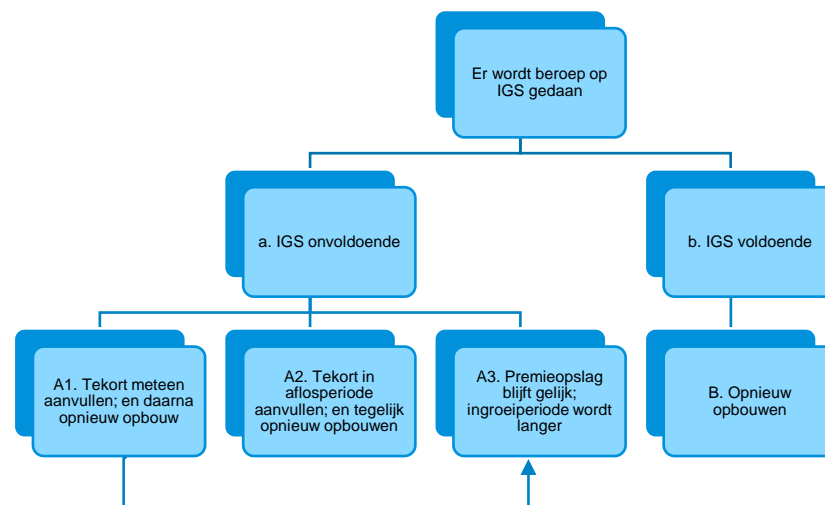 Er wordt beroep op
IGS gedaan
a. IGS onvoldoende
b. IGS voldoende
A1. Tekort meteen
aanvullen; en daarna
opnieuw opbouw
A2. Tekort in
aflosperiode
aanvullen; en tegelijk
opnieuw opbouwen
A3. Premieopslag
blijft gelijk;
ingroeiperiode wordt
langer
B. Opnieuw
opbouwen